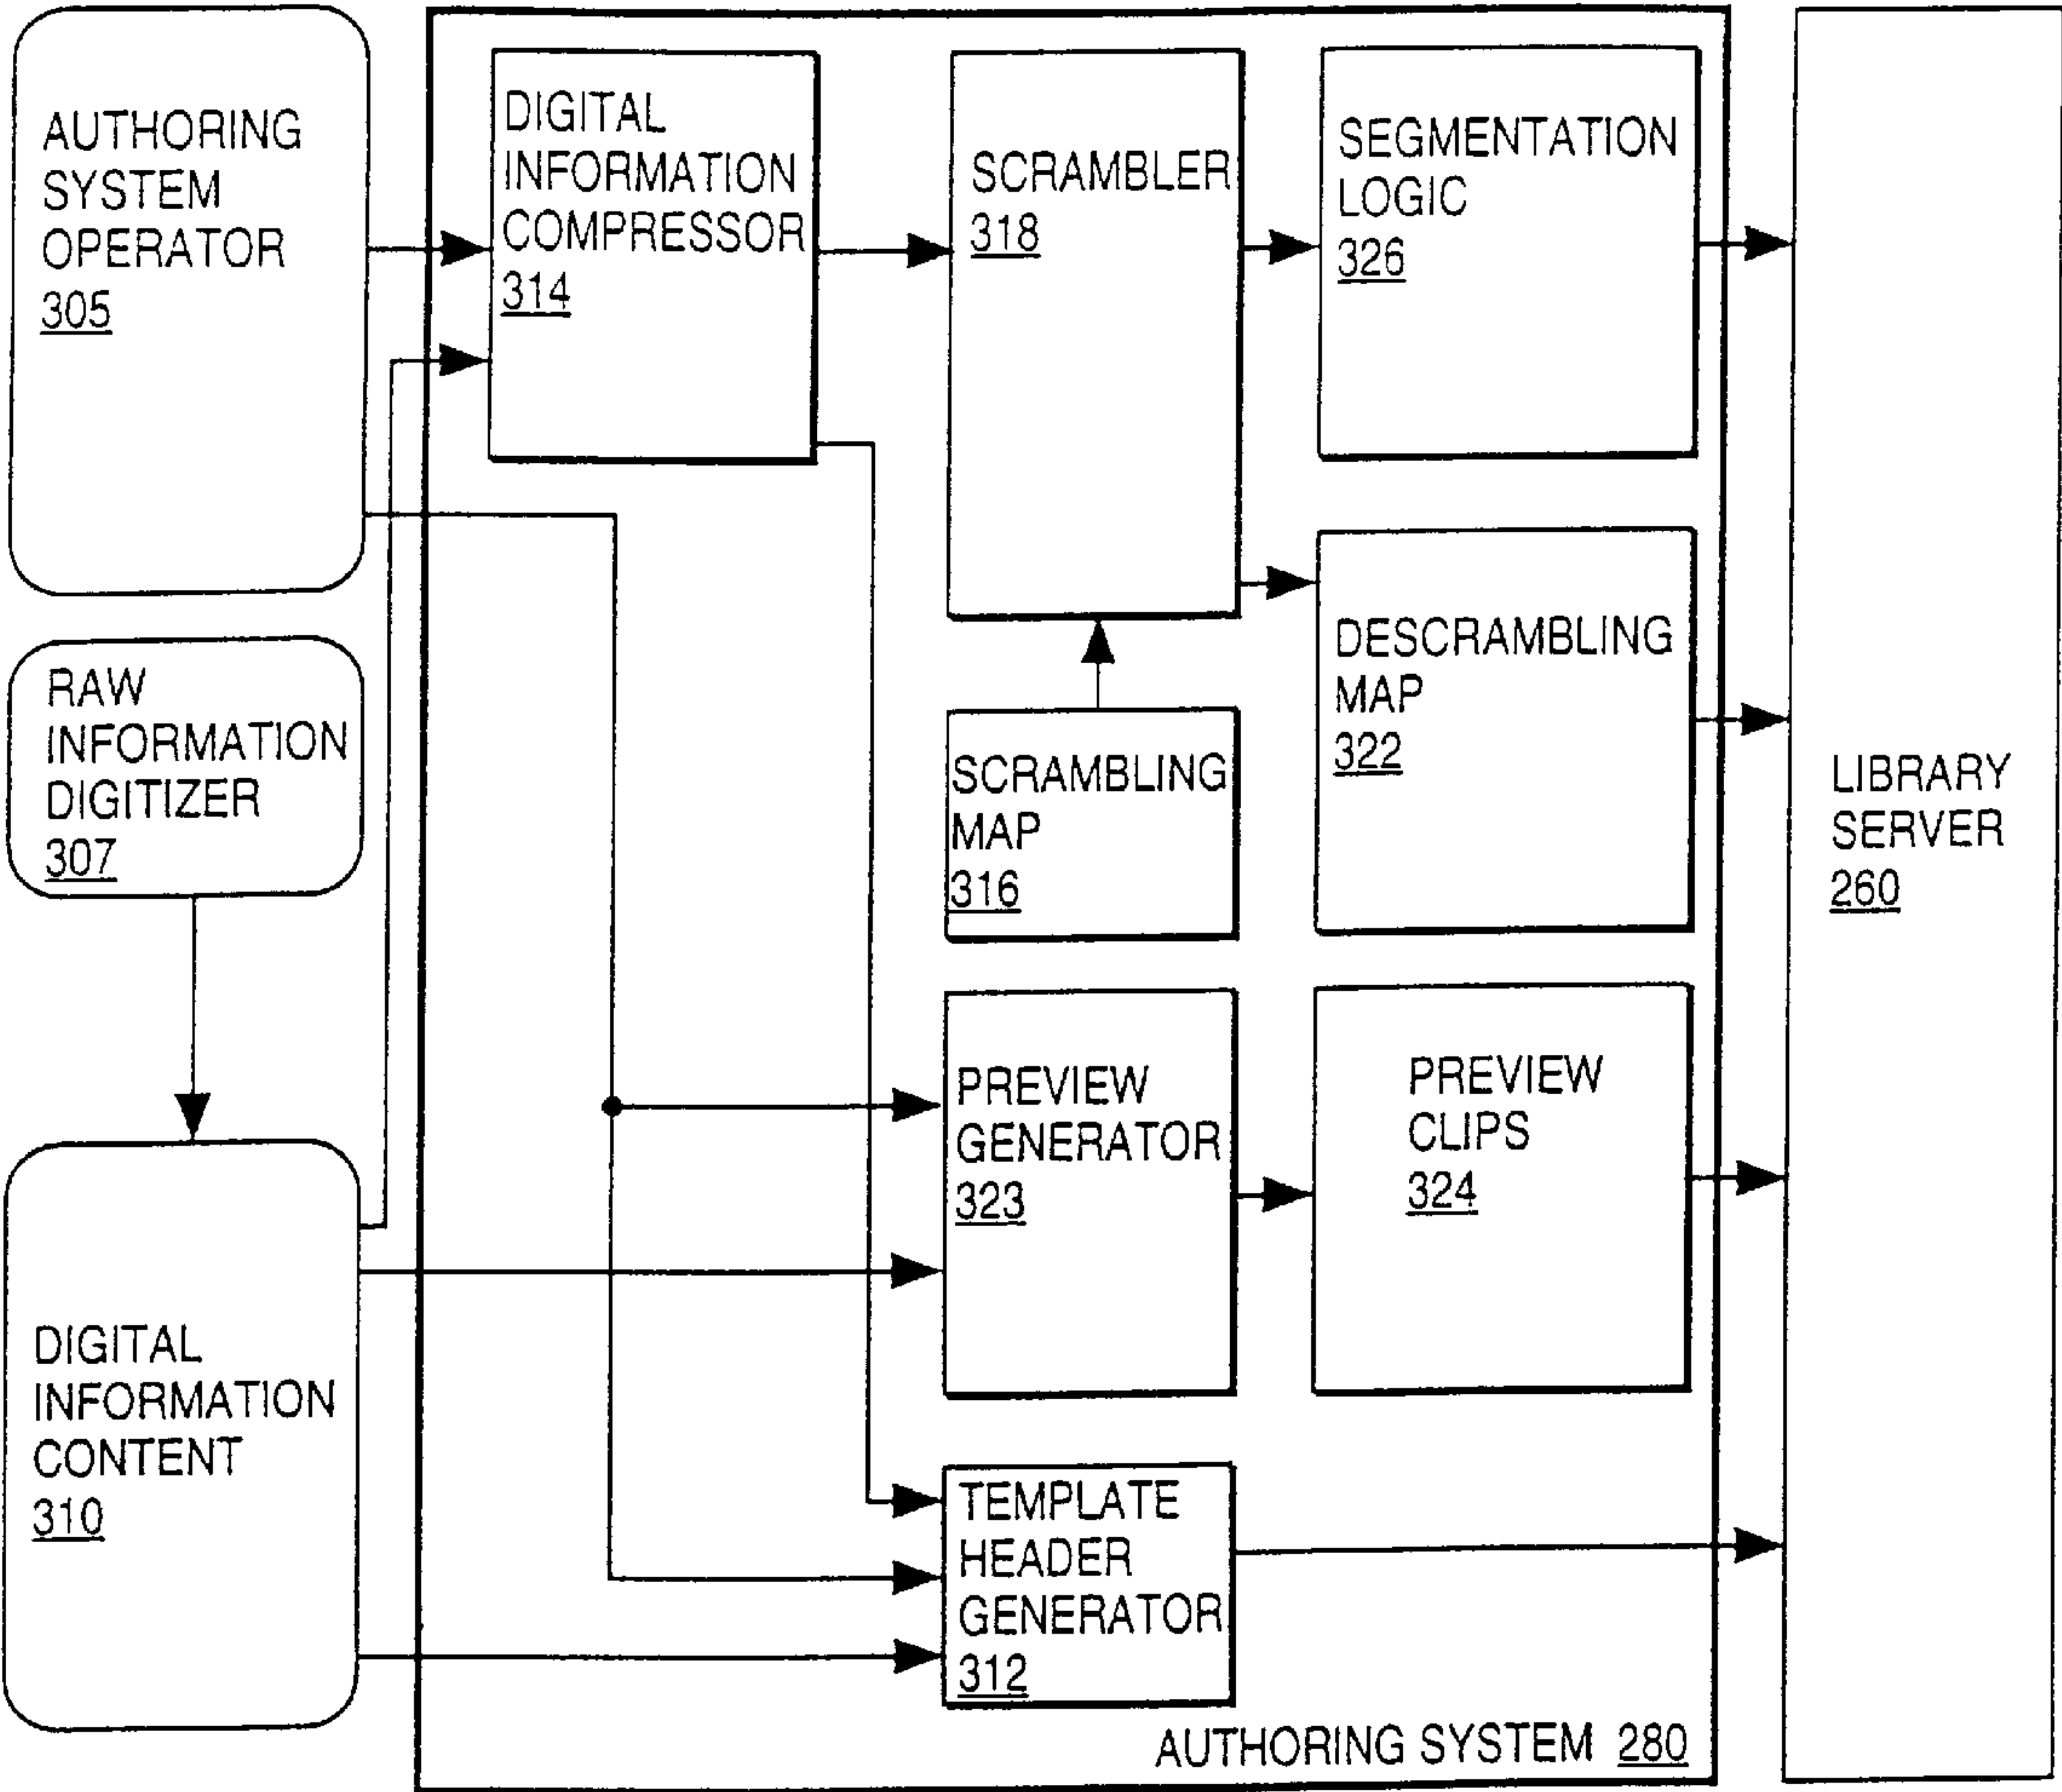 AUTHORING
SYSTEM
OPERATOR
305
RAW
INFORMATION
DIGITIZER
307
DIGITAL
INFORMATION
CONTENT
310
DIGITAL
INFORMATION
COMPRESSOR
314
SCRAMBLER
318
SEGMENTATION
LOGIC
326
SCRAMBLING
MAP
316
DESCRAMBLING
MAP
322
PREVIEW
GENERATOR
323
PREVIEW
CLIPS
324
TEMPLATE
HEADER
GENERATOR
312
AUTHORING SYSTEM 280
LIBRARY
SERVER
260